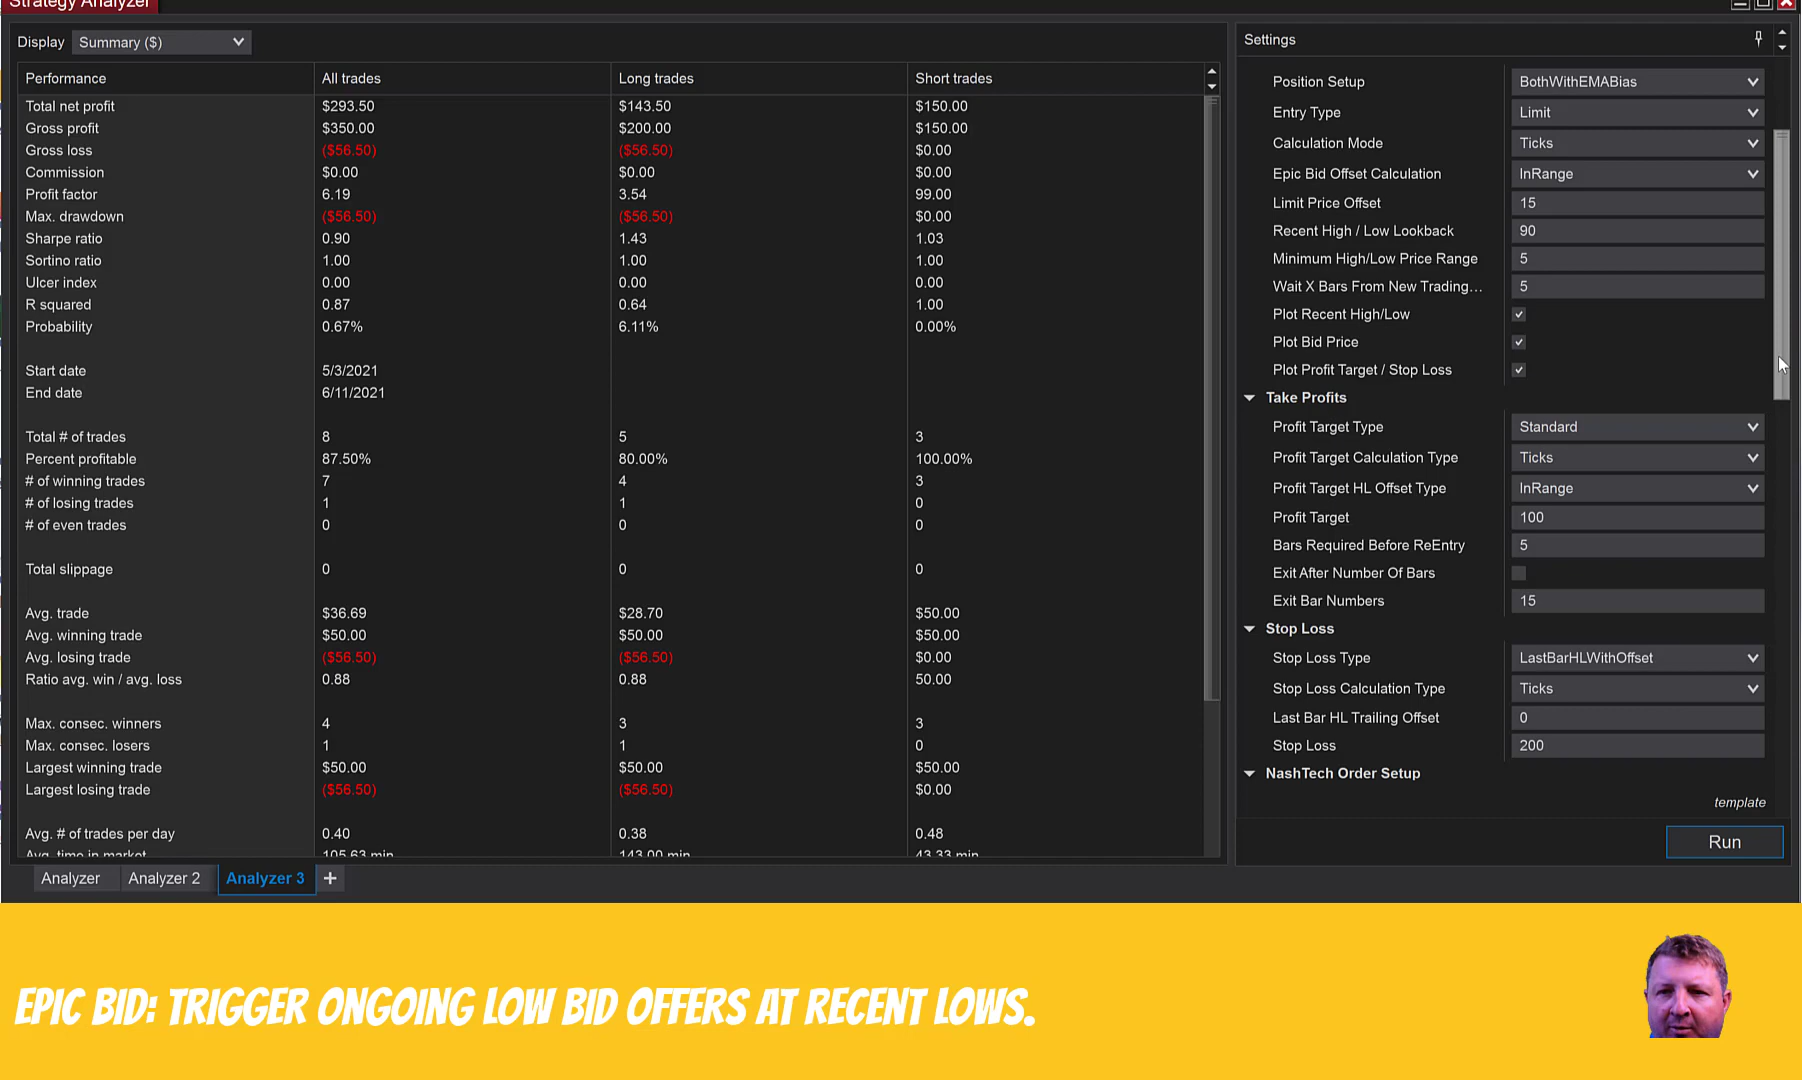 Strategy Analyzer
Display Summary ($)
Performance All trades Long trades Short trades
Total net profit $293.50 $143.50 $150.00
Gross profit $350.00 $200.00 $150.00
Gross loss ($56.50) ($56.50) $0.00
Commission $0.00 $0.00 $0.00
Profit factor 6.19 3.54 99.00
Max. drawdown ($56.50) ($56.50) $0.00
Sharpe ratio 0.90 1.43 1.03
Sortino ratio 1.00 1.00 1.00
Ulcer index 0.00 0.00 0.00
R squared 0.87 0.64 1.00
Probability 0.67% 6.11% 0.00%
Start date 5/3/2021
End date 6/11/2021
Total # of trades 8 5 3
Percent profitable 87.50% 80.00% 100.00%
# of winning trades 7 4 3
# of losing trades 1 1 0
# of even trades 0 0 0
Total slippage 0 0 0
Avg. trade $36.69 $28.70 $50.00
Avg. winning trade $50.00 $50.00 $50.00
Avg. losing trade ($56.50) ($56.50) $0.00
Ratio avg. win / avg. loss 0.88 0.88 50.00
Max. consec. winners 4 3 3
Max. consec. losers 1 1 0
Largest winning trade $50.00 $50.00 $50.00
Largest losing trade ($56.50) ($56.50) $0.00
Avg. # of trades per day 0.40 0.38 0.48
Avg. time in market 105.63 min 143.00 min 43.33 min
Analyzer Analyzer 2 Analyzer 3 +
Settings
Position Setup BothWithEMABias
Entry Type Limit
Calculation Mode Ticks
Epic Bid Offset Calculation InRange
Limit Price Offset 15
Recent High / Low Lookback 90
Minimum High/Low Price Range 5
Wait X Bars From New Trading... 5
Plot Recent High/Low
Plot Bid Price
Plot Profit Target / Stop Loss
Take Profits
Profit Target Type Standard
Profit Target Calculation Type Ticks
Profit Target HL Offset Type InRange
Profit Target 100
Bars Required Before ReEntry 5
Exit After Number Of Bars
Exit Bar Numbers 15
Stop Loss
Stop Loss Type LastBarHLWithOffset
Stop Loss Calculation Type Ticks
Last Bar HL Trailing Offset 0
Stop Loss 200
NashTech Order Setup
template
Run
EPIC BID: TRIGGER ONGOING LOW BID OFFERS AT RECENT LOWS.